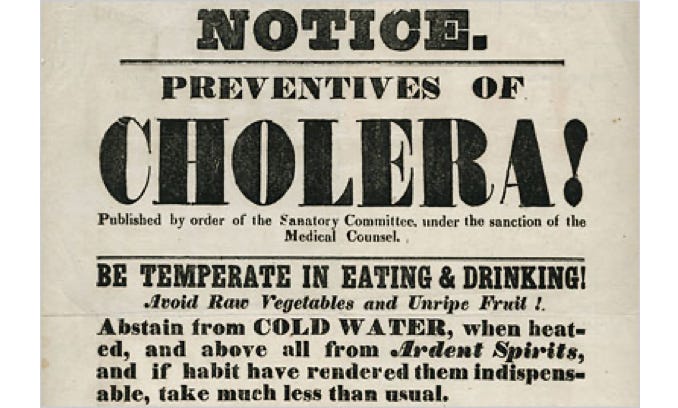 NOTICE.
PREVENTIVES OF
CHOLERA!
Published by order of the Sanatory Committee, under the sanction of the
Medical Counsel.
BE TEMPERATE IN EATING & DRINKING!
Avoid Raw Vegetables and Unripe Fruit !.
Abstain from COLD WATER, when heat-
ed, and above all from Ardent Spirits,
and if habit have rendered them indispens-
able, take much less than usual.